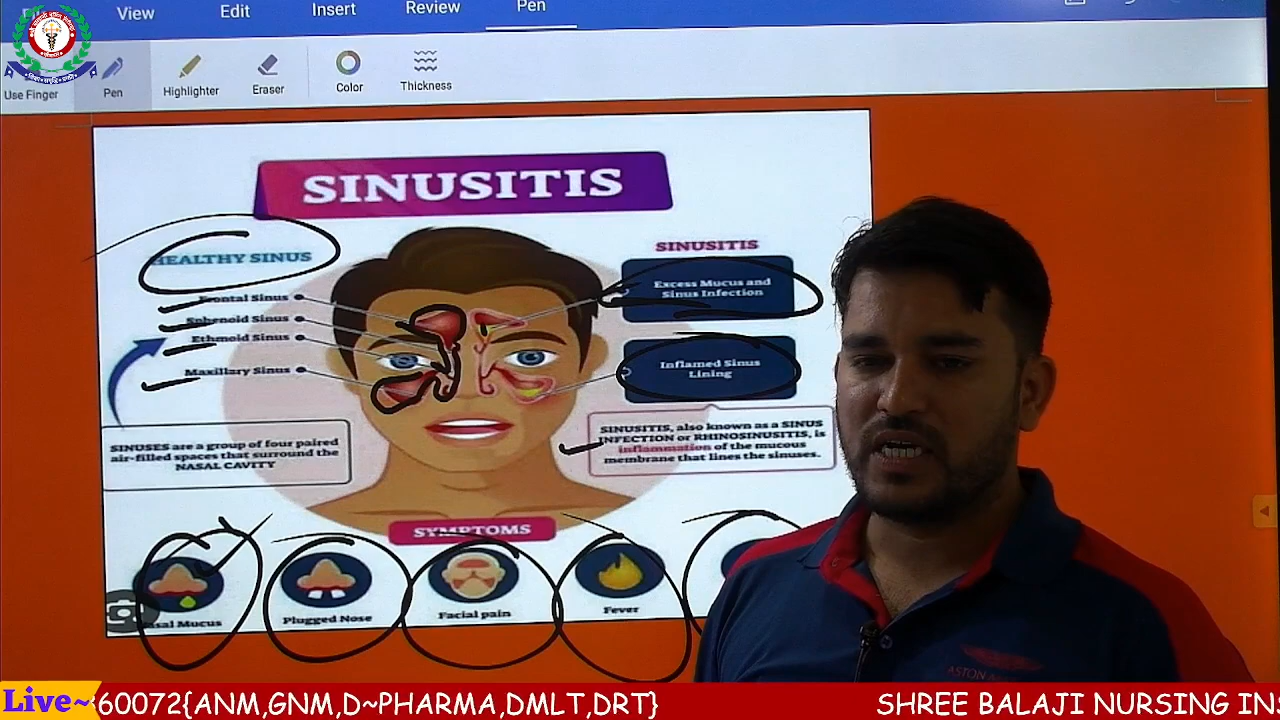 View Edit Insert Review Pen
Use Finger Pen Highlighter Eraser Color Thickness
SINUSITIS
HEALTHY SINUS
Frontal Sinus
Sphenoid Sinus
Ethmoid Sinus
Maxillary Sinus
SINUSES are a group of four paired
air-filled spaces that surround the
NASAL CAVITY
SINUSITIS
Excess Mucus and
Sinus Infection
Inflamed Sinus
Lining
SINUSITIS, also known as a SINUS
INFECTION or RHINOSINUSITIS, is
inflammation of the mucous
membrane that lines the sinuses.
SYMPTOMS
Nasal Mucus
Plugged Nose
Facial pain
Fever
ASTON
Live~ 60072{ANM,GNM,D~PHARMA,DMLT,DRT} SHREE BALAJI NURSING INS